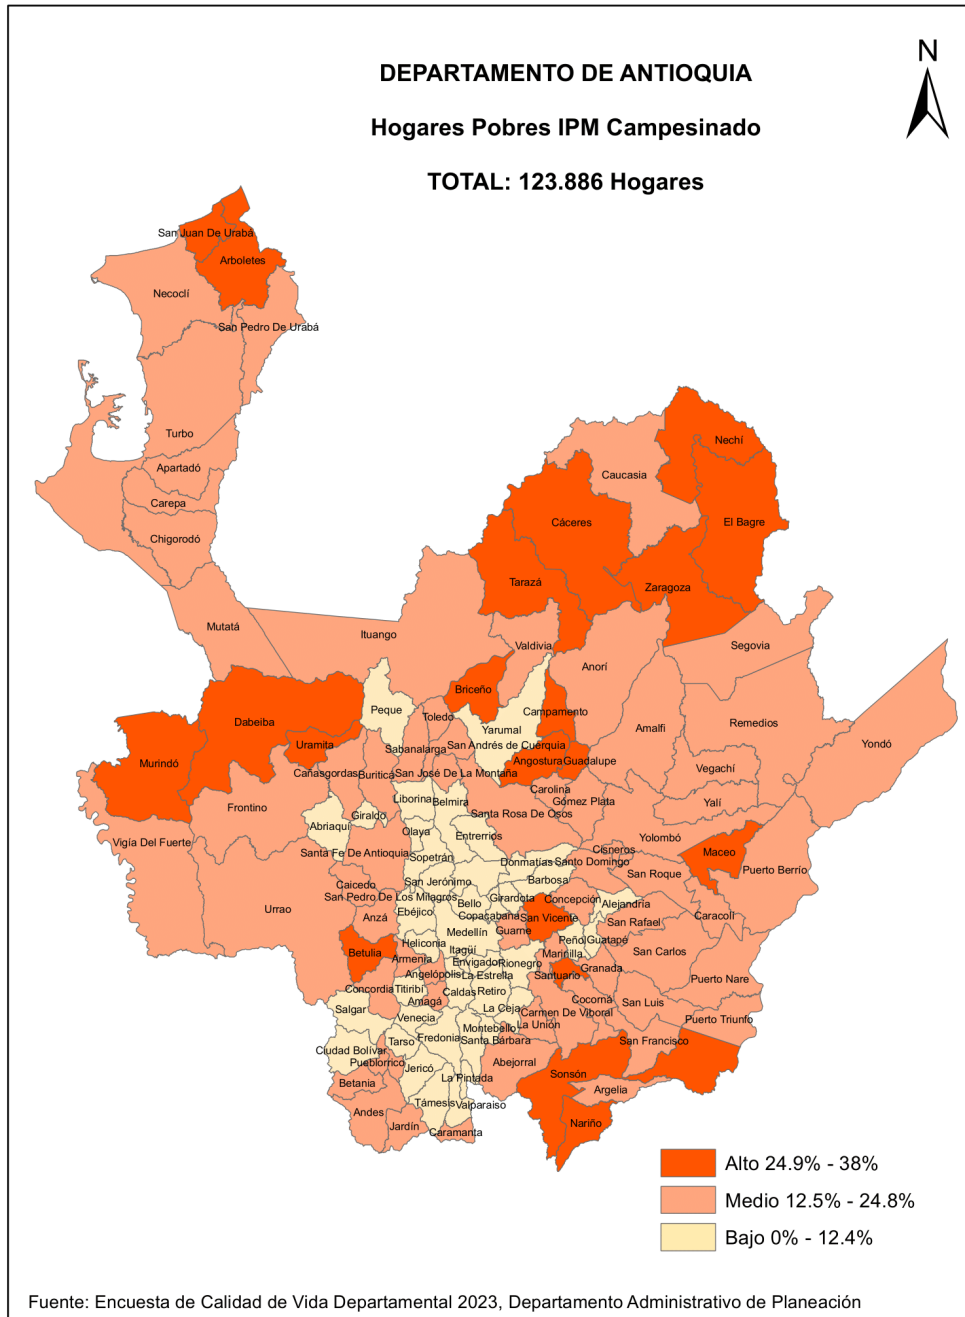 DEPARTAMENTO DE ANTIOQUIA
N
Hogares Pobres IPM Campesinado
TOTAL: 123.886 Hogares
San Juan De Urabá
Arboletes
Necoclí
San Pedro De Urabá
Turbo
Nechí
Apartadó
Caucasia
Carepa
Cáceres
El Bagre
Chigorodó
Tarazá
Zaragoza
Mutatá
Ituango
Valdivia
Segovia
Anorí
Briceño
Peque
Campamento
Toledo
Dabeiba
Yarumal
Amalfi
Remedios
Uramita
Sabanalarga
San Andrés de Cuerquia
Yondó
Murindó
Angostura
Guadalupe
Cañasgordas
Buriticá
San José De La Montaña
Vegachí
Carolina
Liborina
Belmira
Gómez Plata
Yalí
Frontino
Giraldo
Santa Rosa De Osos
Abriaquí
Olaya
Entrerrios
Yolombó
Vigía Del Fuerte
Santa Fe De Antioquia
Sopetrán
Cisneros
Maceo
Donmatías
Santo Domingo
Puerto Berrío
San Roque
Caicedo
San Jerónimo
Barbosa
San Pedro De Los Milagros
Girardota
Concepción
Alejandría
Urrao
Anzá
Ebéjico
Bello
Copacabana
San Vicente
San Rafael
Caracolí
Medellín
Guarne
Heliconia
Itagüí
Peñol
Guatapé
Betulia
Armenia
Envigado
Rionegro
Marinilla
San Carlos
Angelópolis
La Estrella
Santuario
Granada
Puerto Nare
Concordia
Titiribí
Caldas
Retiro
Amagá
Cocorná
San Luis
Salgar
Venecia
La Ceja
Carmen De Viboral
Puerto Triunfo
Montebello
La Unión
Tarso
Fredonia
Santa Bárbara
San Francisco
Ciudad Bolívar
Pueblorrico
Jericó
Abejorral
Sonsón
Betania
La Pintada
Argelia
Támesis
Valparaiso
Andes
Jardín
Caramanta
Nariño
Alto 24.9% - 38%
Medio 12.5% - 24.8%
Bajo 0% - 12.4%
Fuente: Encuesta de Calidad de Vida Departamental 2023, Departamento Administrativo de Planeación